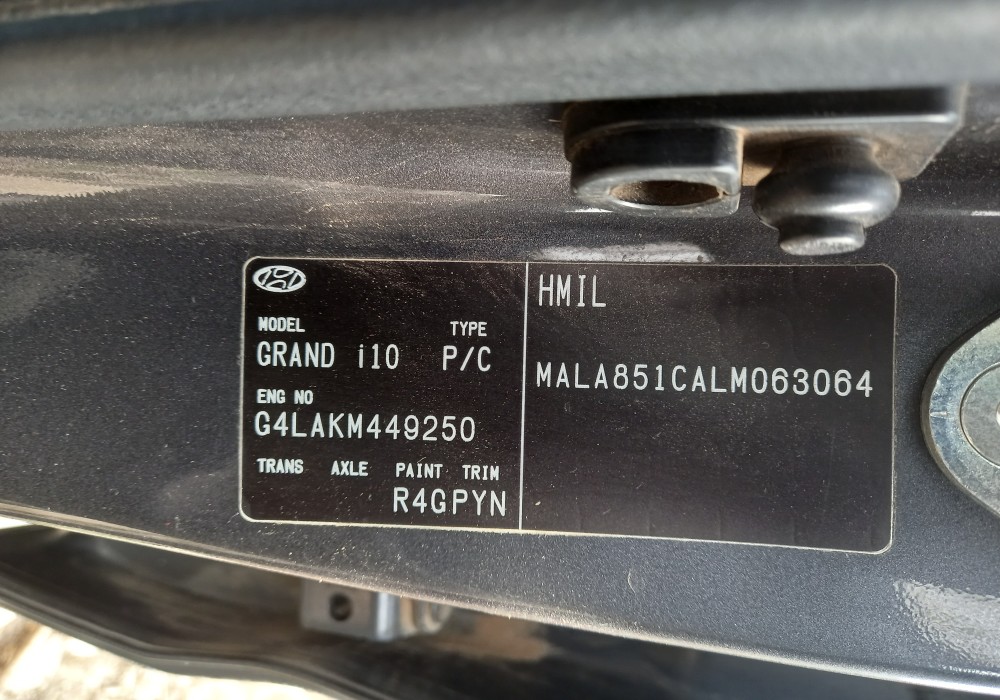 MODEL TYPE
GRAND i10 P/C
ENG NO
G4LAKM449250
TRANS AXLE PAINT TRIM
R4GPYN
HMIL
MALA851CALM063064